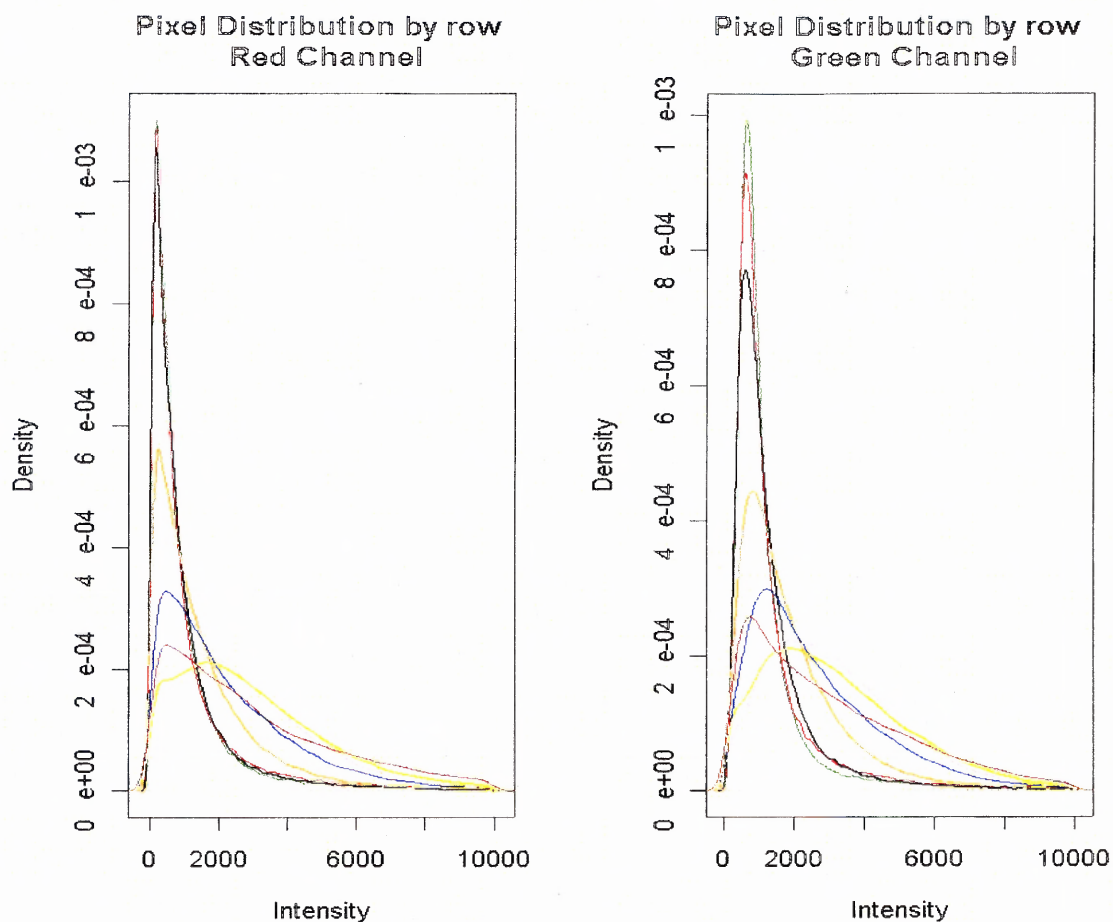 Pixel Distribution by row
Red Channel
Density
0 e+00
2 e-04
4 e-04
6 e-04
8 e-04
1 e-03
0
2000
6000
10000
Intensity
Pixel Distribution by row
Green Channel
Density
0 e+00
2 e-04
4 e-04
6 e-04
8 e-04
1 e-03
0
2000
6000
10000
Intensity